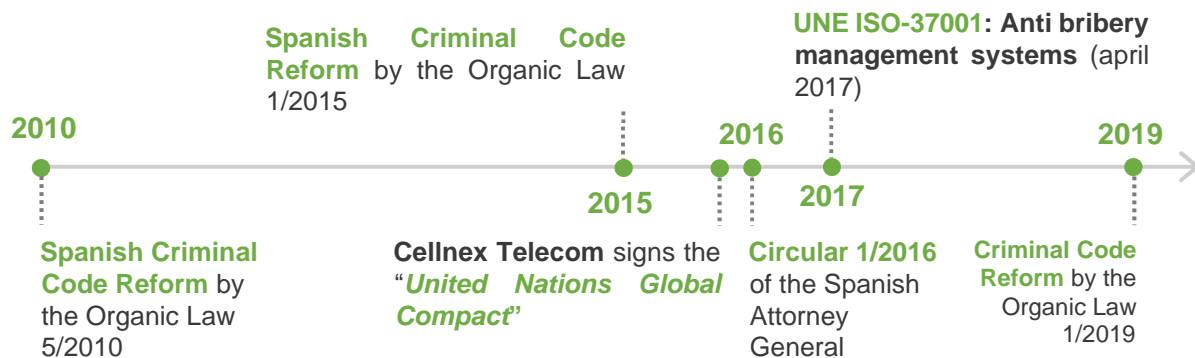 2010
Spanish Criminal
Code Reform by
the Organic Law
5/2010
Spanish Criminal Code
Reform by the Organic Law
1/2015
2015
Cellnex Telecom signs the
“United Nations Global
Compact”
2016
Circular 1/2016
of the Spanish
Attorney
General
UNE ISO-37001: Anti bribery
management systems (april
2017)
2017
2019
Criminal Code
Reform by the
Organic Law
1/2019